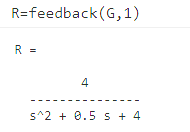 R=feedback(G,1)
R =
4
---------------
s^2 + 0.5 s + 4